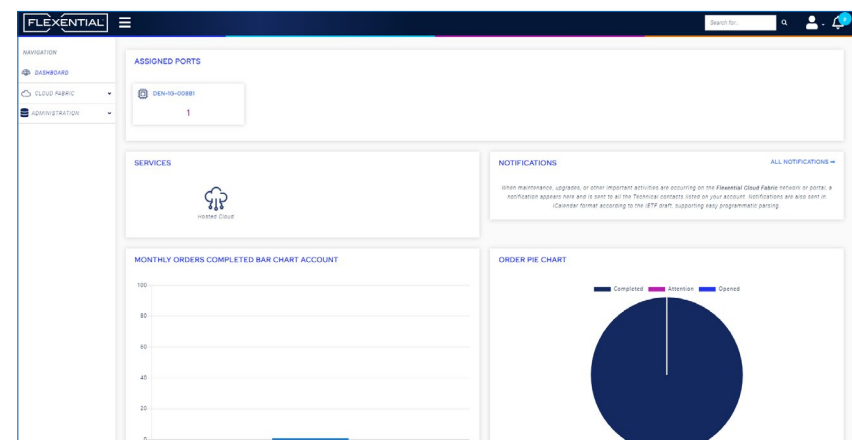 FLEXENTIAL
Search for...
NAVIGATION
DASHBOARD
CLOUD FABRIC
ADMINISTRATION
ASSIGNED PORTS
DEN-1G-00881
1
SERVICES
Hosted Cloud
NOTIFICATIONS
ALL NOTIFICATIONS →
When maintenance, upgrades, or other important activities are occurring on the Flexential Cloud Fabric network or portal, a
notification appears here and is sent to all the Technical contacts listed on your account. Notifications are also sent in
iCalendar format according to the IETF draft, supporting easy programmatic parsing.
MONTHLY ORDERS COMPLETED BAR CHART ACCOUNT
100
80
60
40
20
0
ORDER PIE CHART
Completed Attention Opened